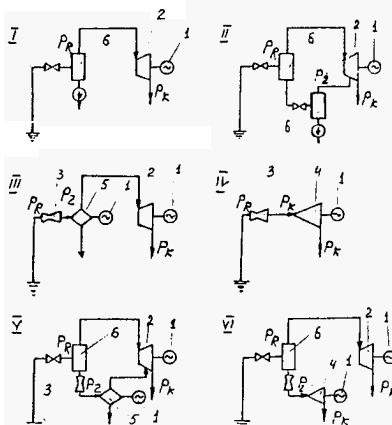 I P_R 6 2 1 P_K
II P_R 6 2 1 P_2 6 P_K
III 3 P_R P_2 5 1 2 1 P_K
IV 3 4 1 P_R P_K
V P_R 6 2 1 P_2 P_K 3 5 1
VI P_R 6 2 1 4 1 P_K